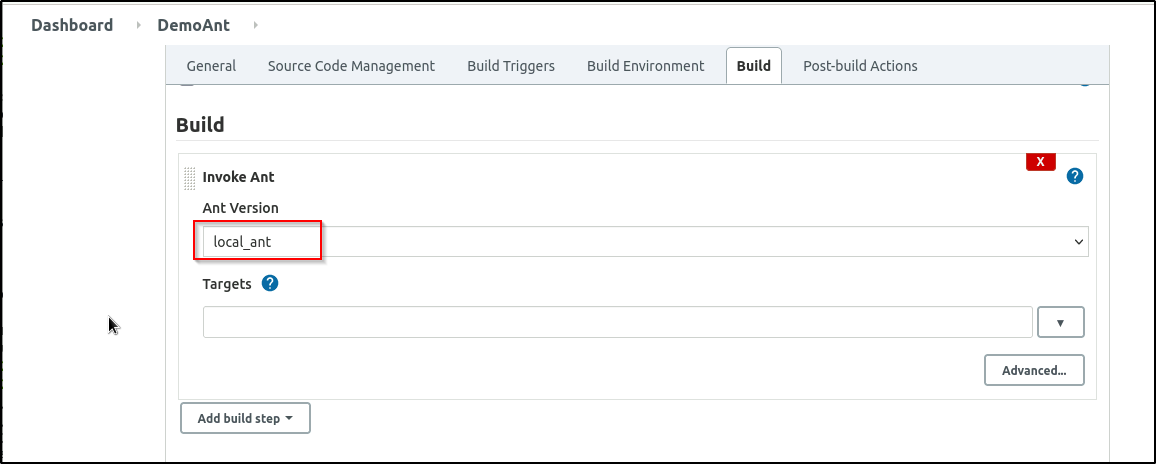 Dashboard DemoAnt
General Source Code Management Build Triggers Build Environment Build Post-build Actions
Build
X
Invoke Ant ?
Ant Version
local_ant
Targets ?
Advanced...
Add build step